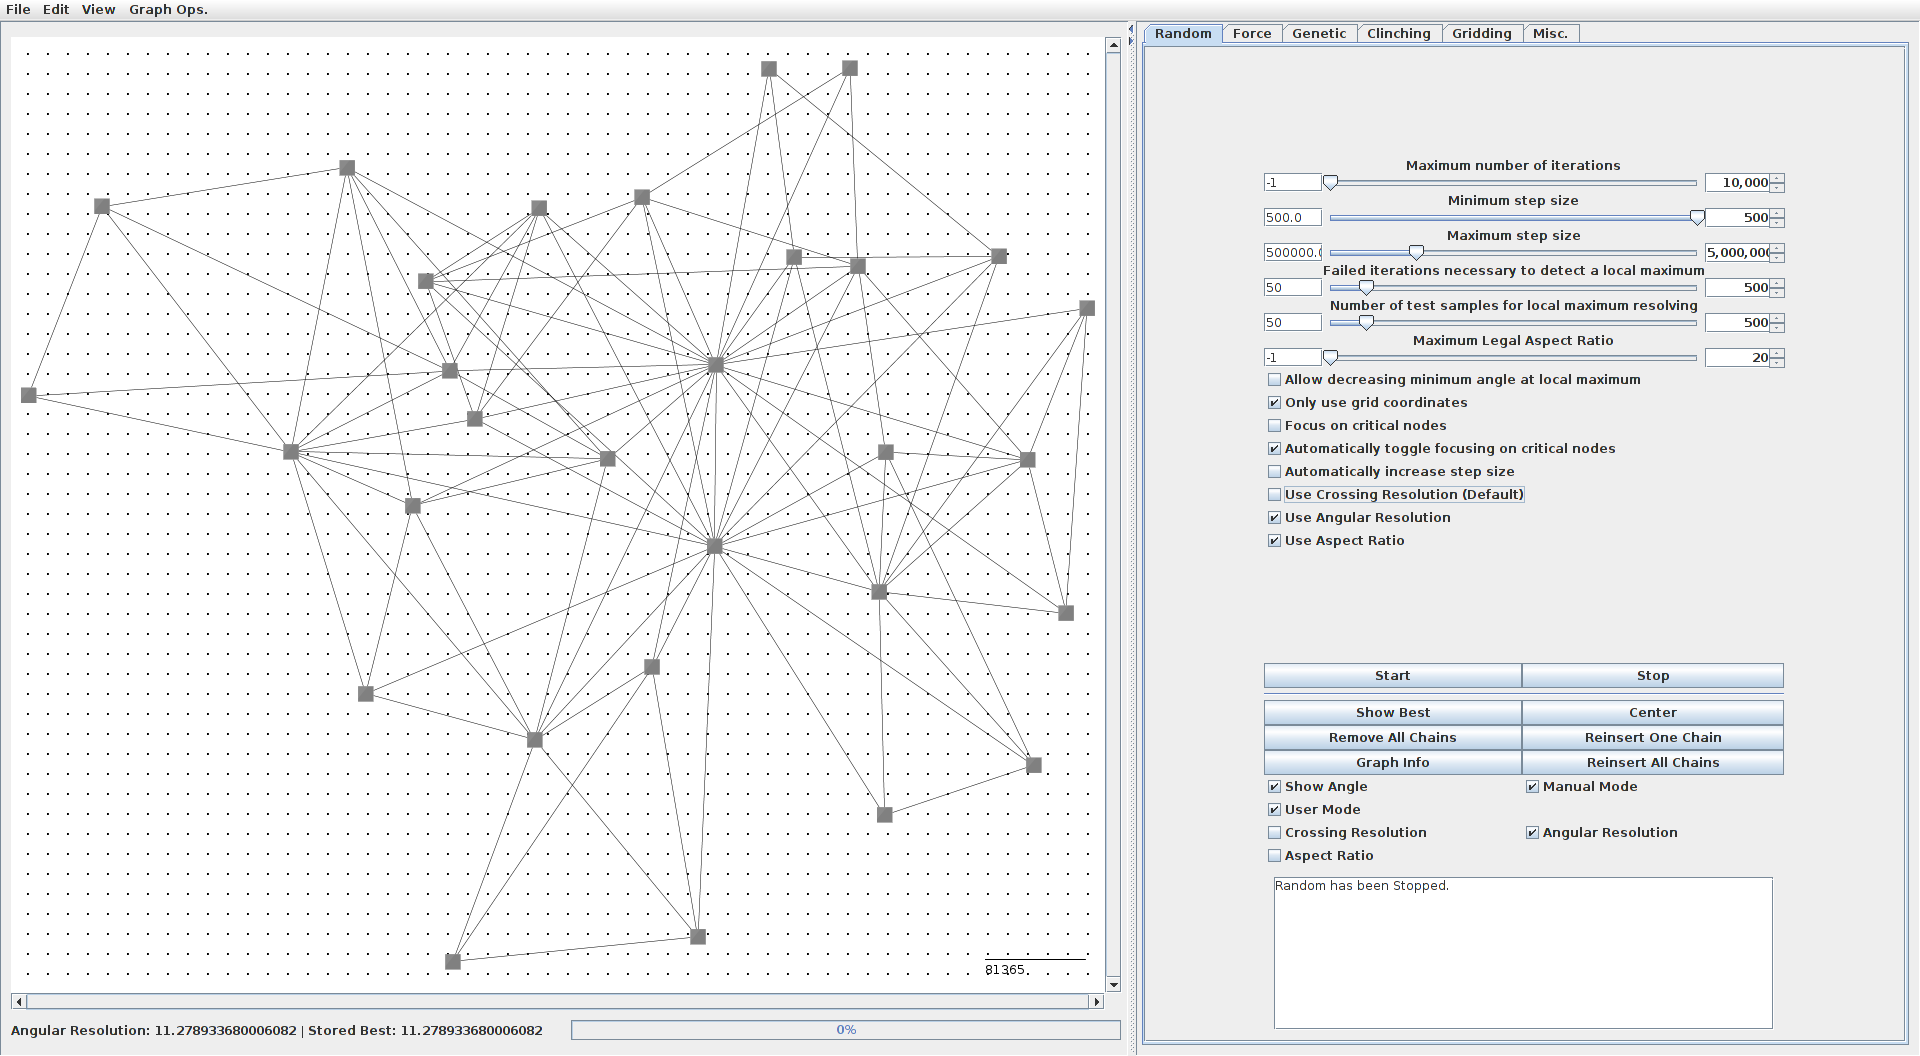 File Edit View Graph Ops.
Random Force Genetic Clinching Gridding Misc.
Maximum number of iterations
-1 10,000
Minimum step size
500.0 500
Maximum step size
500000.0 5,000,000
Failed iterations necessary to detect a local maximum
50 500
Number of test samples for local maximum resolving
50 500
Maximum Legal Aspect Ratio
-1 20
Allow decreasing minimum angle at local maximum
Only use grid coordinates
Focus on critical nodes
Automatically toggle focusing on critical nodes
Automatically increase step size
Use Crossing Resolution (Default)
Use Angular Resolution
Use Aspect Ratio
Start Stop
Show Best Center
Remove All Chains Reinsert One Chain
Graph Info Reinsert All Chains
Show Angle Manual Mode
User Mode
Crossing Resolution Angular Resolution
Aspect Ratio
Random has been Stopped.
81365.
Angular Resolution: 11.278933680006082 | Stored Best: 11.278933680006082 0%